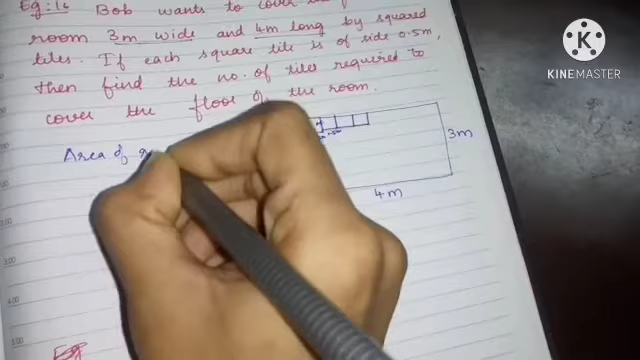 Eg: 16 Bob wants to cover
room 3m wide and 4m long by squared
tiles. If each square tile is of side 0.5m,
then find the no. of tiles required to
cover the floor of the room.
Area of
3m
4m
KINEMASTER